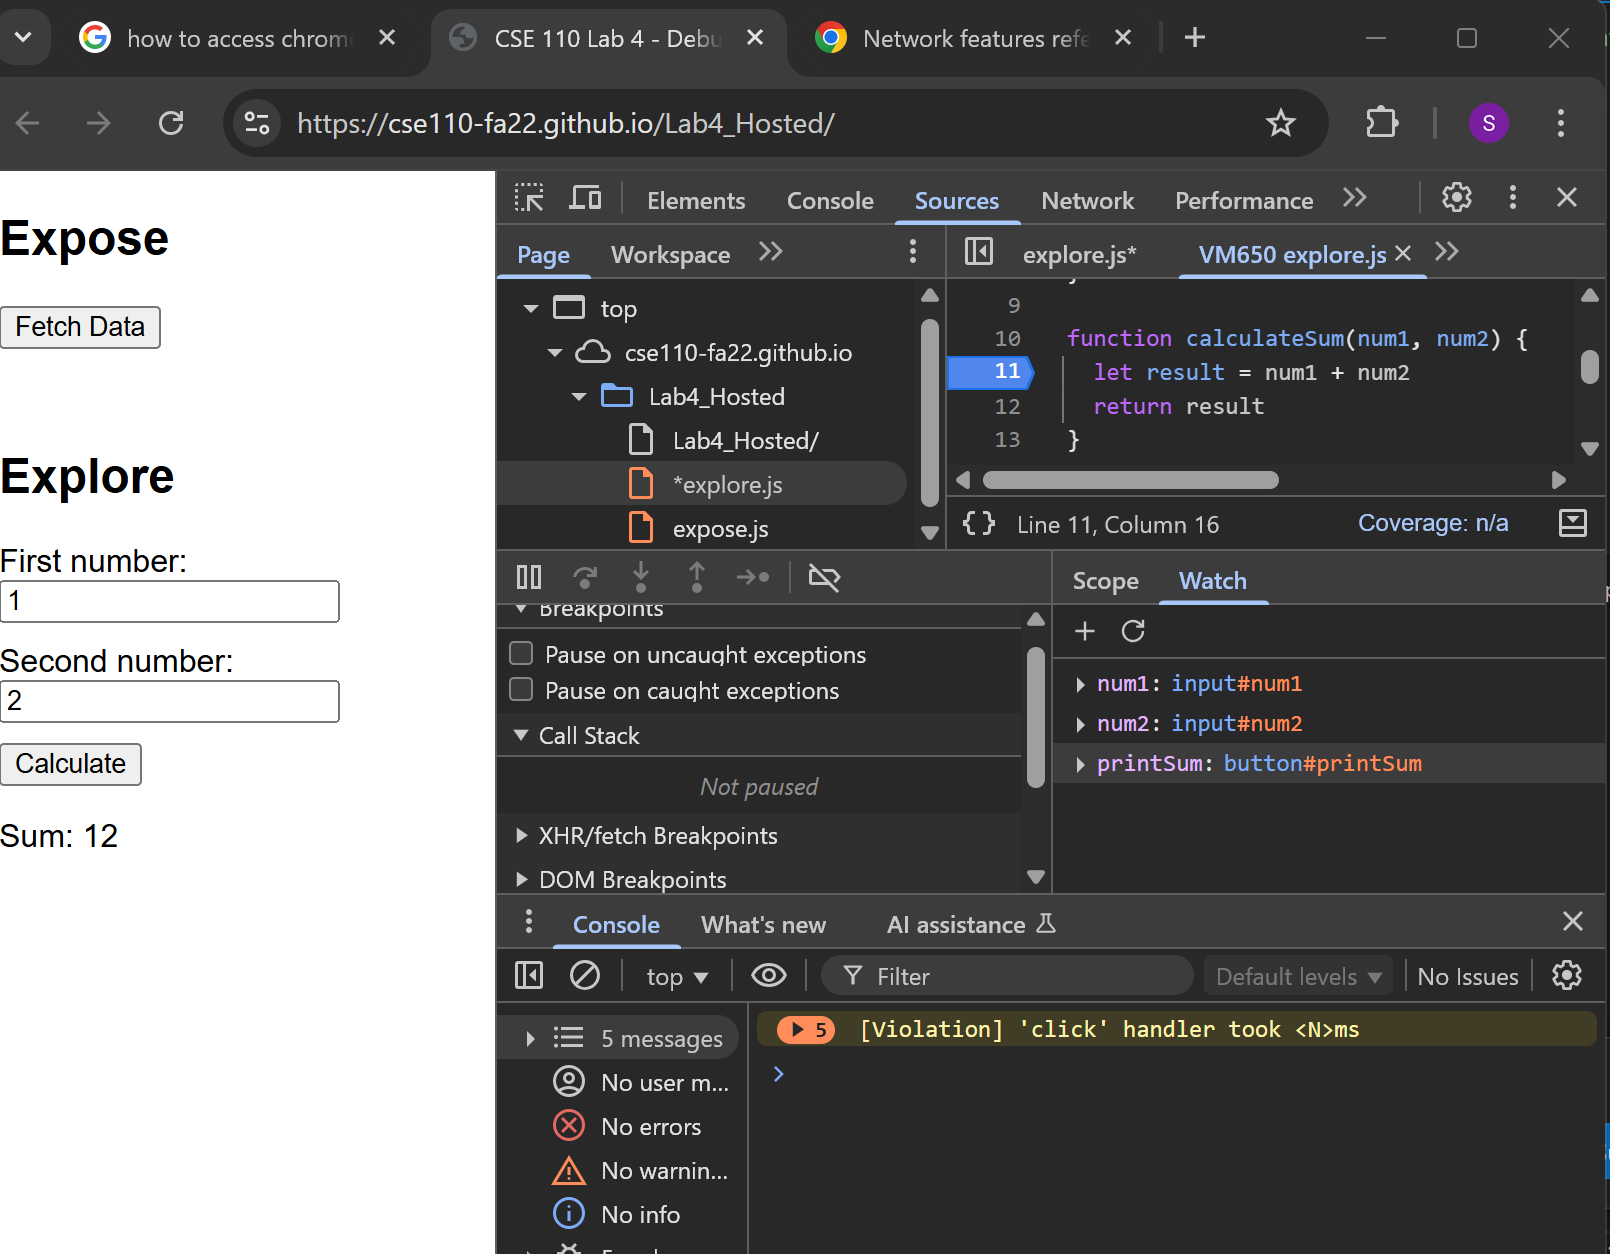 how to access chrom
CSE 110 Lab 4 - Debu
Network features refe
https://cse110-fa22.github.io/Lab4_Hosted/
S
Expose
Fetch Data
Explore
First number:
1
Second number:
2
Calculate
Sum: 12
Elements
Console
Sources
Network
Performance
Page
Workspace
explore.js*
VM650 explore.js
top
cse110-fa22.github.io
Lab4_Hosted
Lab4_Hosted/
*explore.js
expose.js
9
10 function calculateSum(num1, num2) {
11 let result = num1 + num2
12 return result
13 }
{ } Line 11, Column 16
Coverage: n/a
Breakpoints
Pause on uncaught exceptions
Pause on caught exceptions
Call Stack
Not paused
XHR/fetch Breakpoints
DOM Breakpoints
Scope
Watch
num1: input#num1
num2: input#num2
printSum: button#printSum
Console
What's new
AI assistance
top
Filter
Default levels
No Issues
5 messages
No user m...
No errors
No warnin...
No info
5 [Violation] 'click' handler took <N>ms